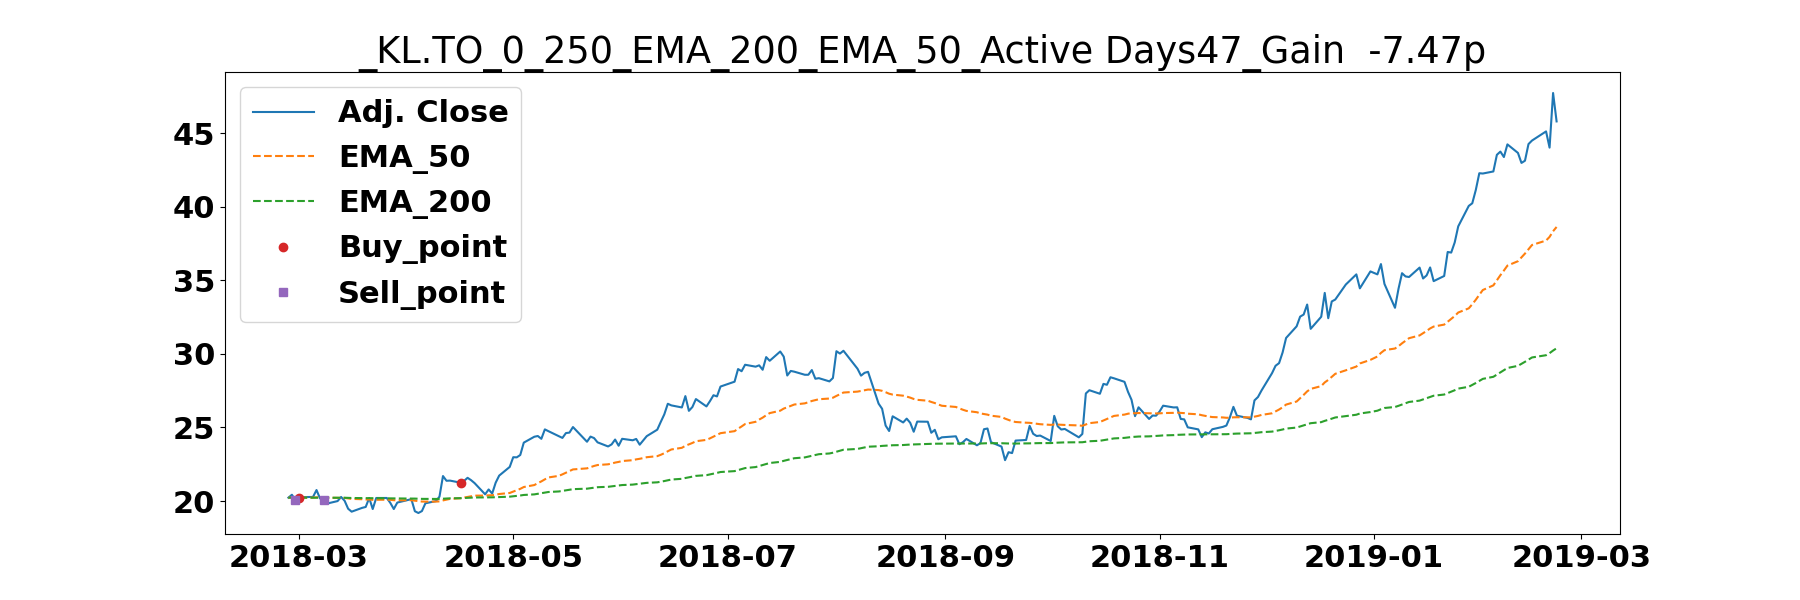 _KL.TO_0_250_EMA_200_EMA_50_Active Days47_Gain  -7.47p
Adj. Close
EMA_50
EMA_200
Buy_point
Sell_point
45
40
35
30
25
20
2018-03 2018-05 2018-07 2018-09 2018-11 2019-01 2019-03